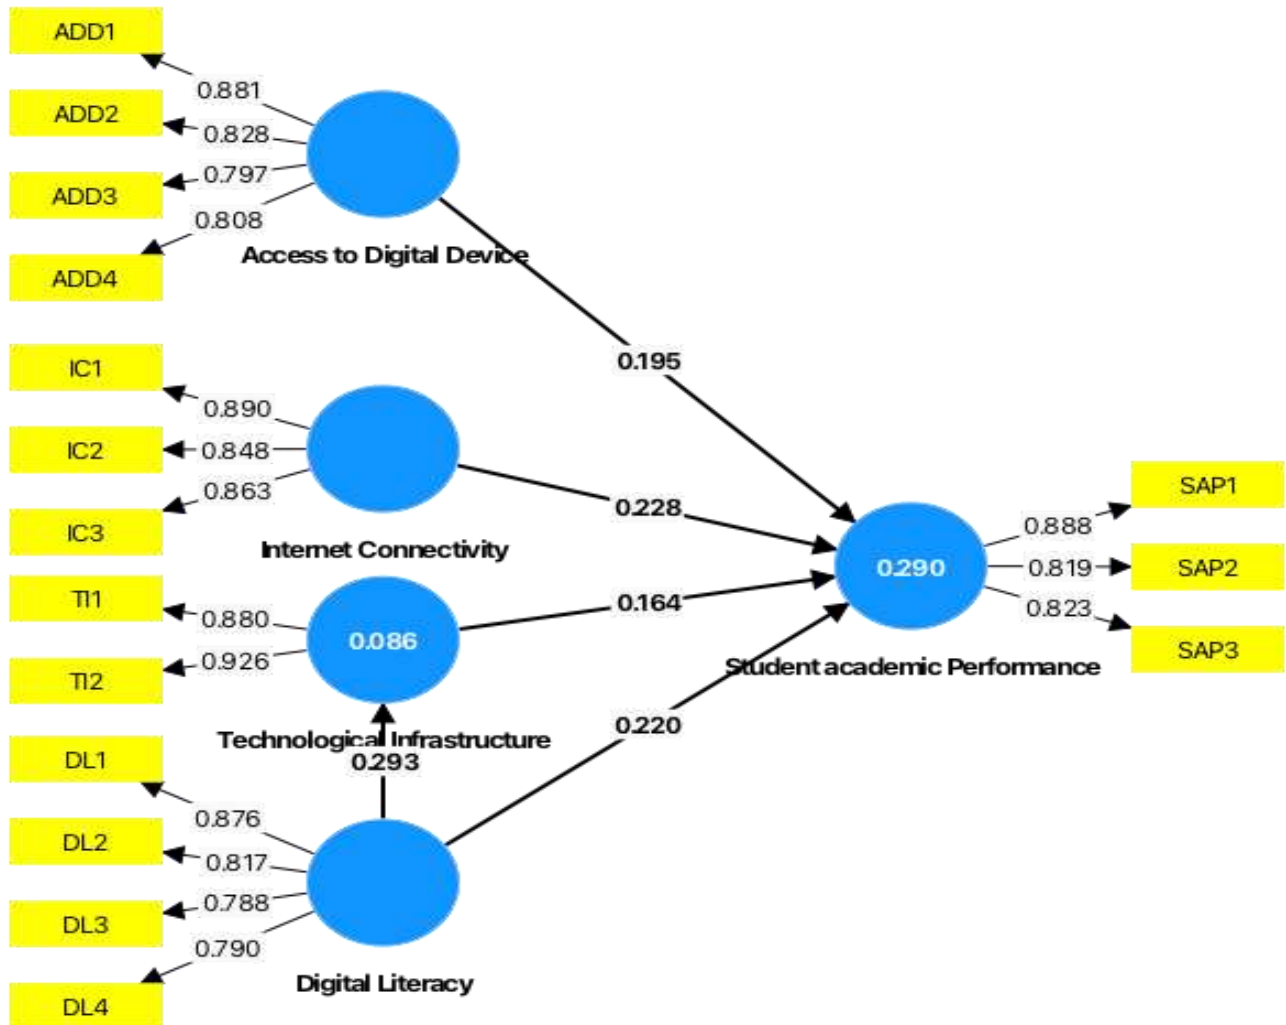 ADD1
0.881
ADD2
0.828
ADD3
0.797
ADD4
0.808
Access to Digital Device
0.195
IC1
0.890
IC2
0.848
IC3
0.863
Internet Connectivity
0.228
TI1
0.880
TI2
0.926
0.086
Technological Infrastructure
0.164
0.293
DL1
0.876
DL2
0.817
DL3
0.788
DL4
0.790
Digital Literacy
0.220
0.290
Student academic Performance
SAP1
0.888
SAP2
0.819
SAP3
0.823